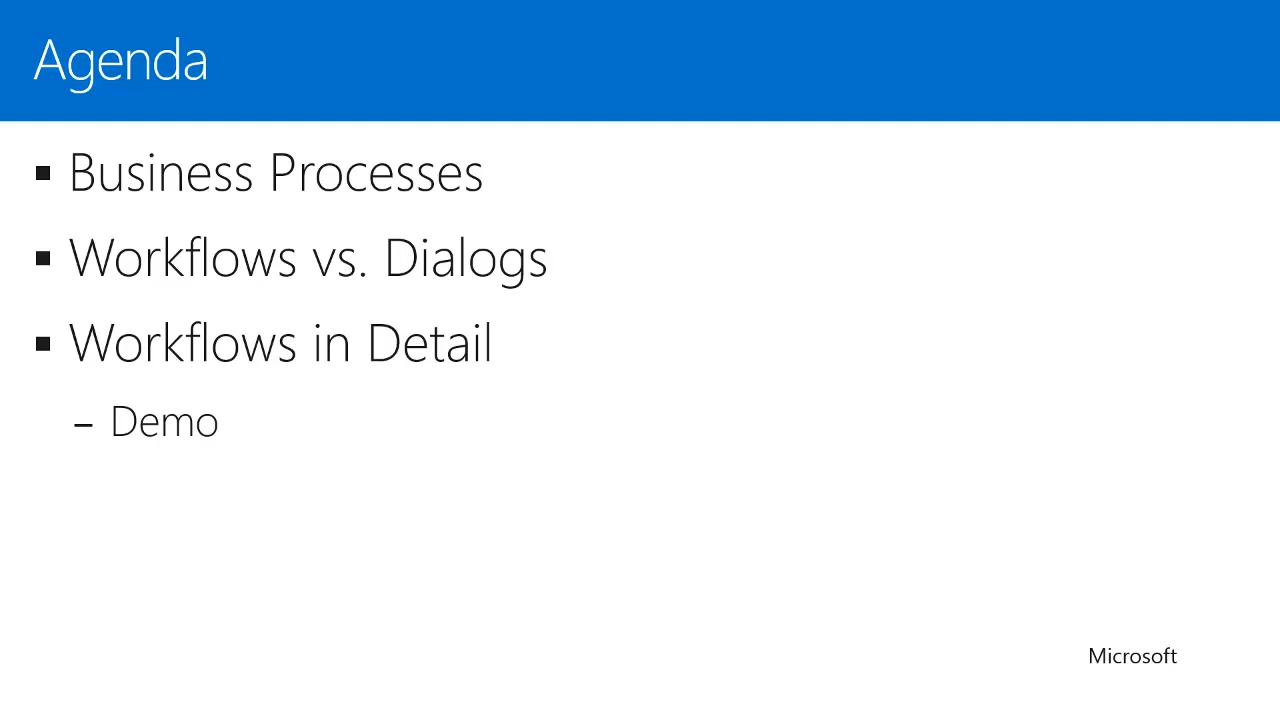 Agenda
▪ Business Processes
▪ Workflows vs. Dialogs
▪ Workflows in Detail
– Demo
Microsoft